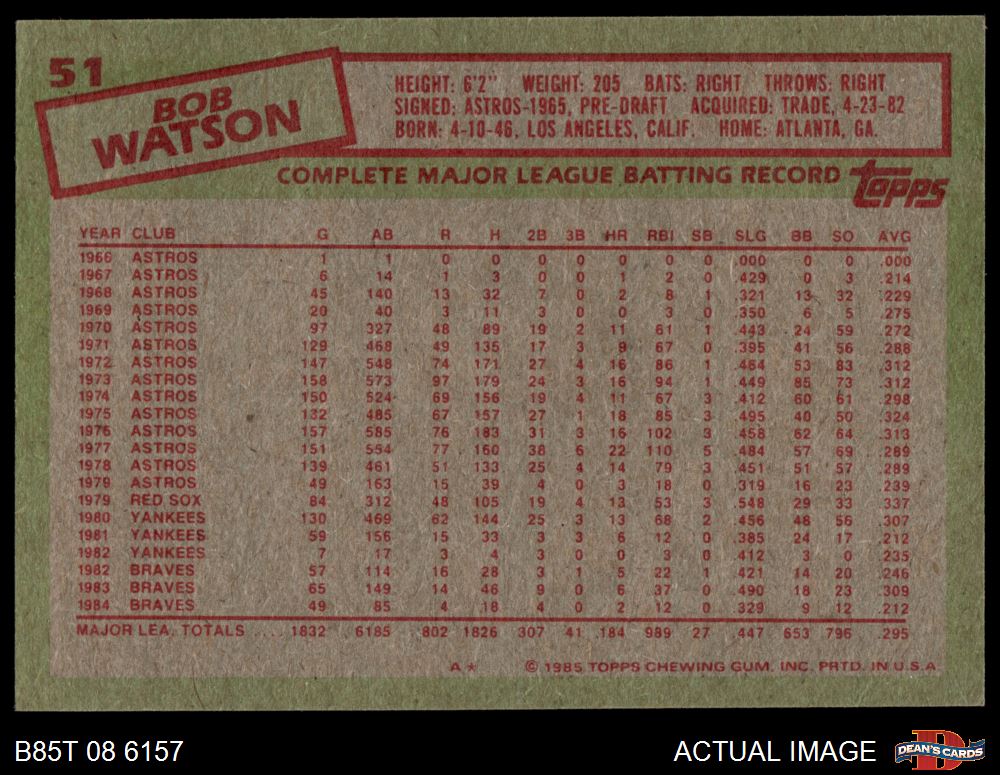 51
BOB
WATSON
HEIGHT: 6'2" WEIGHT: 205 BATS: RIGHT THROWS: RIGHT
SIGNED: ASTROS-1965, PRE-DRAFT ACQUIRED: TRADE, 4-23-82
BORN: 4-10-46, LOS ANGELES, CALIF. HOME: ATLANTA, GA.
COMPLETE MAJOR LEAGUE BATTING RECORD topps
YEAR CLUB G AB R H 2B 3B HR RBI SB SLG BB SO AVG
1966 ASTROS 1 1 0 0 0 0 0 0 0 .000 0 0 .000
1967 ASTROS 6 14 1 3 0 0 1 2 0 .429 0 3 .214
1968 ASTROS 45 140 13 32 7 0 2 8 1 .321 13 32 .229
1969 ASTROS 20 40 3 11 3 0 0 3 0 .350 6 5 .275
1970 ASTROS 97 327 48 89 19 2 11 61 1 .443 24 59 .272
1971 ASTROS 129 468 49 135 17 3 9 67 0 .395 41 56 .288
1972 ASTROS 147 548 74 171 27 4 16 86 1 .464 53 83 .312
1973 ASTROS 158 573 97 179 24 3 16 94 1 .449 85 73 .312
1974 ASTROS 150 524 69 156 19 4 11 67 3 .412 60 61 .298
1975 ASTROS 132 485 67 157 27 1 18 85 3 .495 40 50 .324
1976 ASTROS 157 585 76 183 31 3 16 102 3 .458 62 64 .313
1977 ASTROS 151 554 77 160 38 6 22 110 5 .484 57 69 .289
1978 ASTROS 139 461 51 133 25 4 14 79 3 .451 51 57 .289
1979 ASTROS 49 163 15 39 4 0 3 18 0 .319 16 23 .239
1979 RED SOX 84 312 48 105 19 4 13 53 3 .548 29 33 .337
1980 YANKEES 130 469 62 144 25 3 13 68 2 .456 48 56 .307
1981 YANKEES 59 156 15 33 3 3 6 12 0 .385 24 17 .212
1982 YANKEES 7 17 3 4 3 0 0 3 0 .412 3 0 .235
1982 BRAVES 57 114 16 28 3 1 5 22 1 .421 14 20 .246
1983 BRAVES 65 149 14 46 9 0 6 37 0 .490 18 23 .309
1984 BRAVES 49 85 4 18 4 0 2 12 0 .329 9 12 .212
MAJOR LEA. TOTALS .... 1832 6185 802 1826 307 41 184 989 27 .447 653 796 .295
A* © 1985 TOPPS CHEWING GUM, INC. PRTD. IN U.S.A.
B85T 08 6157 ACTUAL IMAGE D DEAN'S CARDS